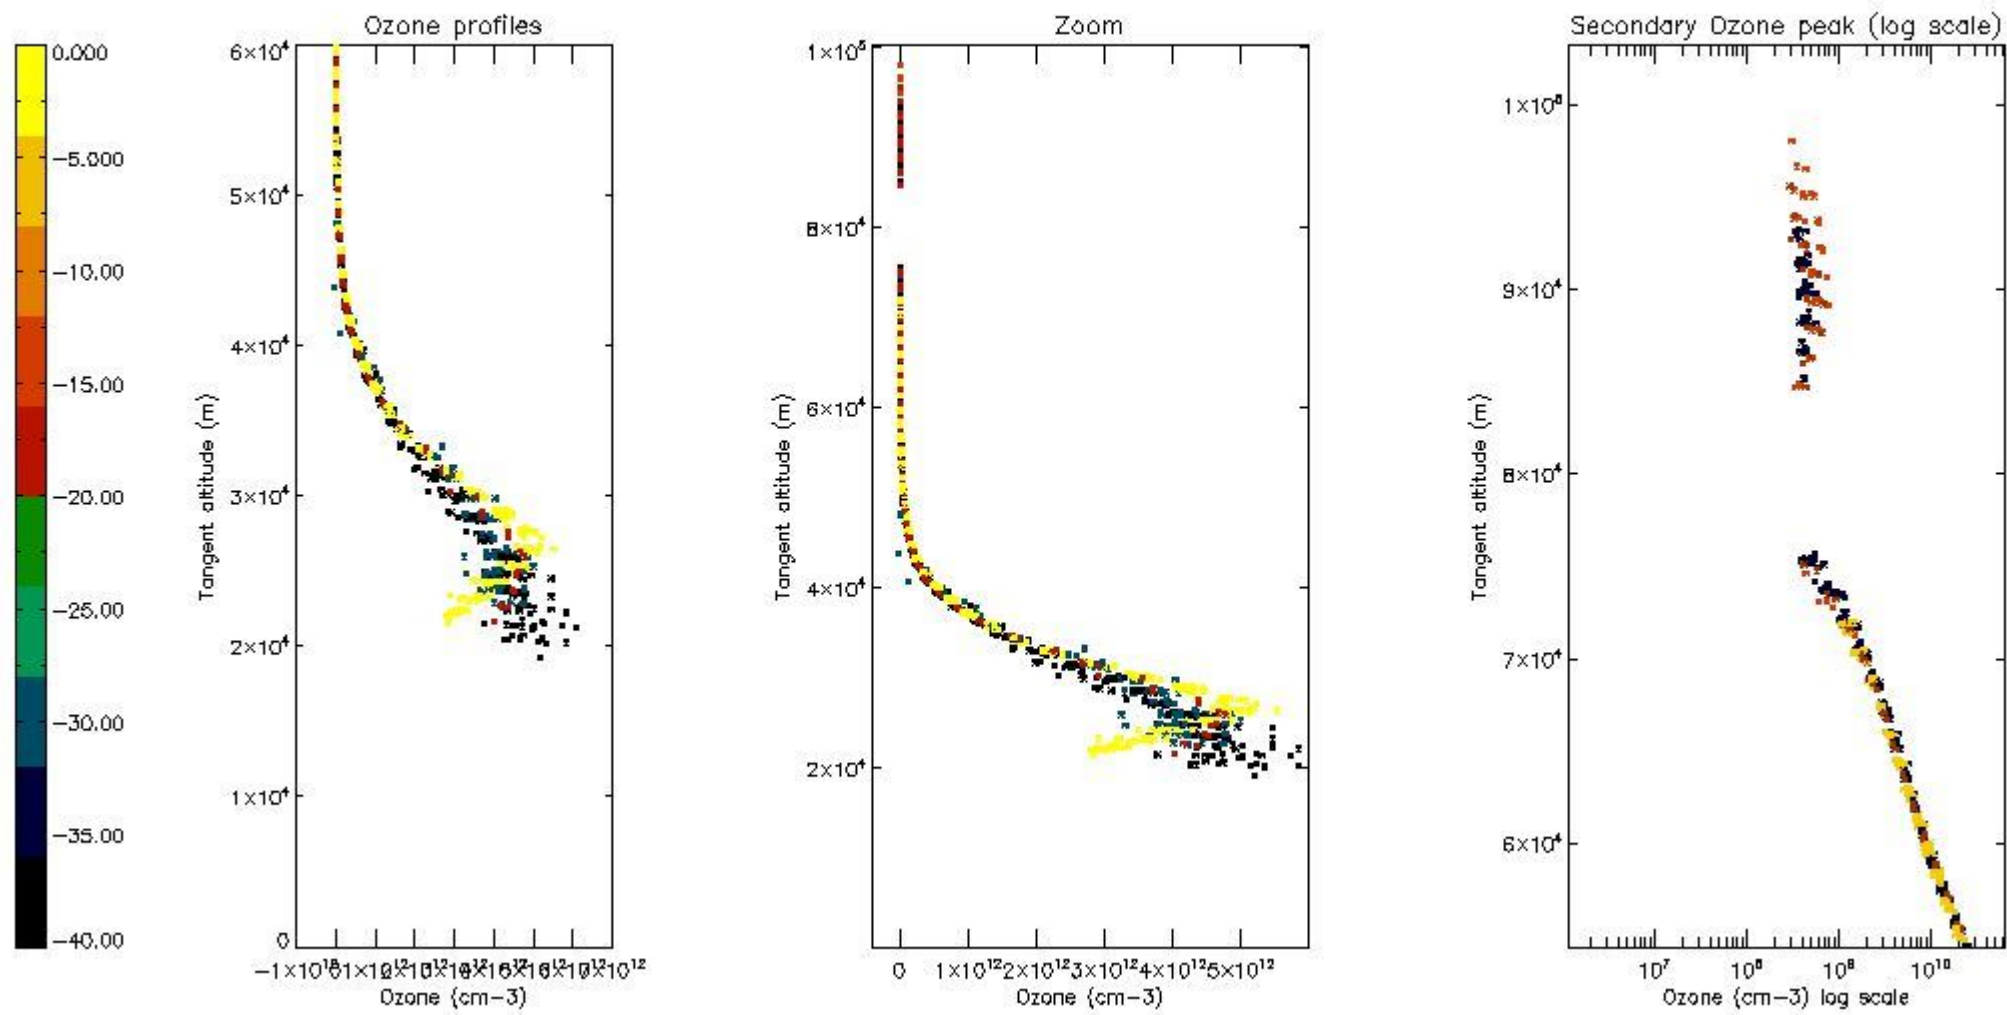 Ozone profiles
Zoom
Secondary Ozone peak (log scale)
0.000
-5.000
-10.00
-15.00
-20.00
-25.00
-30.00
-35.00
-40.00
6×10⁴
5×10⁴
4×10⁴
3×10⁴
2×10⁴
1×10⁴
0
Tangent altitude (m)
Ozone (cm-3)
1×10⁵
8×10⁴
6×10⁴
4×10⁴
2×10⁴
Tangent altitude (m)
0 1×10¹² 2×10¹² 3×10¹² 4×10¹² 5×10¹²
Ozone (cm-3)
9×10⁴
8×10⁴
7×10⁴
6×10⁴
Tangent altitude (m)
10⁷ 10⁸ 10⁹ 10¹⁰
Ozone (cm-3) log scale